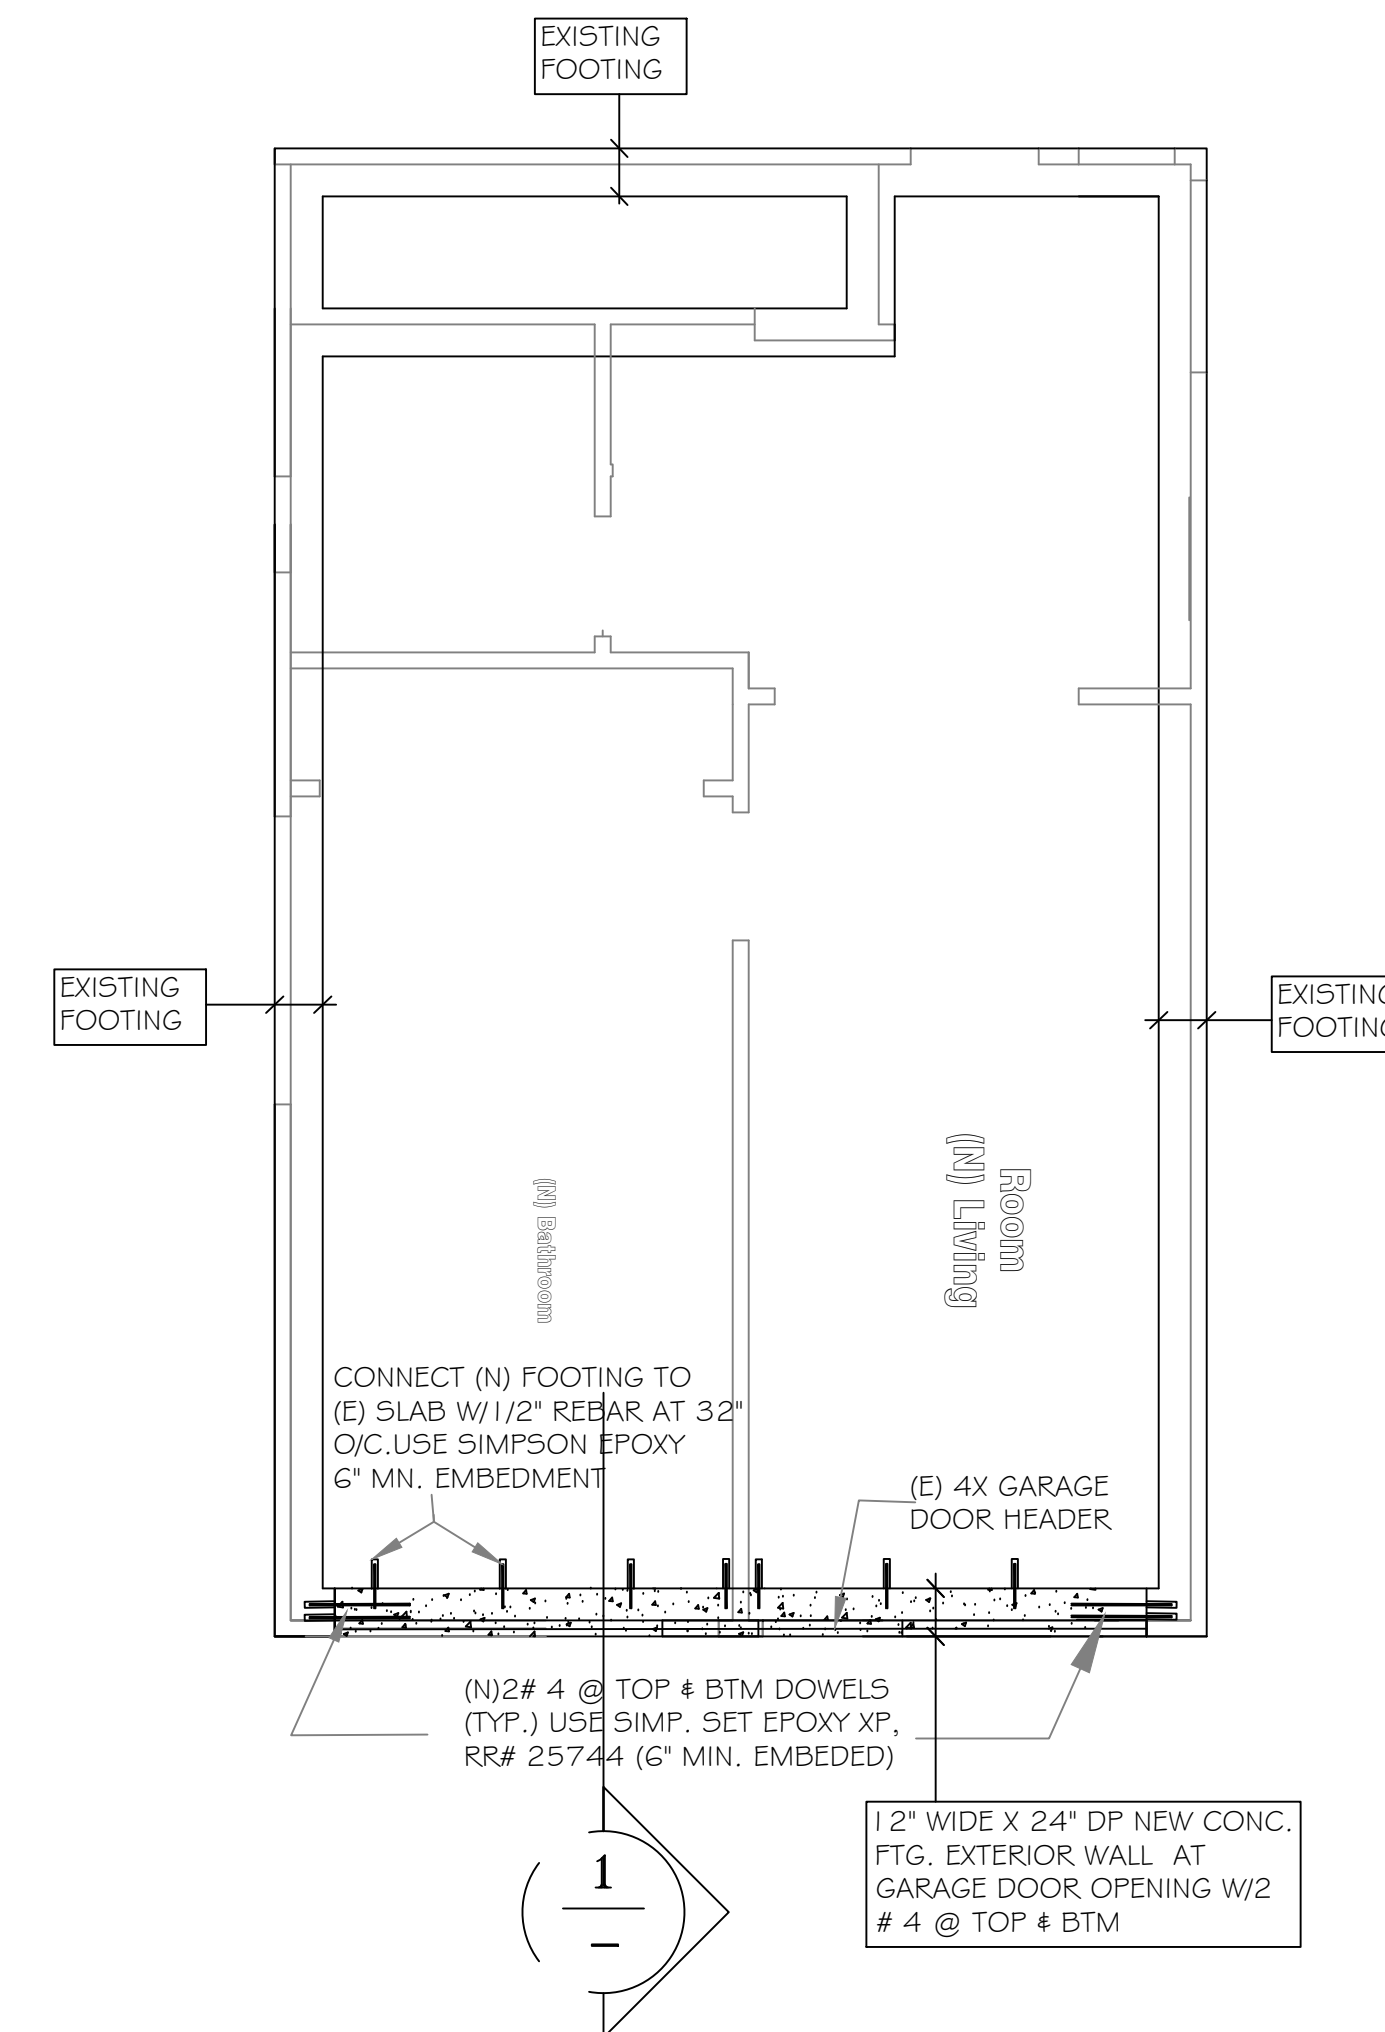 EXISTING
FOOTING
EXISTING
FOOTING
EXISTING
FOOTING
Room
(N) Living
(N) Bathroom
CONNECT (N) FOOTING TO
(E) SLAB W/1/2" REBAR AT 32"
O/C.USE SIMPSON EPOXY
6" MN. EMBEDMENT
(E) 4X GARAGE
DOOR HEADER
(N)2# 4 @ TOP & BTM DOWELS
(TYP.) USE SIMP. SET EPOXY XP,
RR# 25744 (6" MIN. EMBEDED)
12" WIDE X 24" DP NEW CONC.
FTG. EXTERIOR WALL AT
GARAGE DOOR OPENING W/2
# 4 @ TOP & BTM
1
–